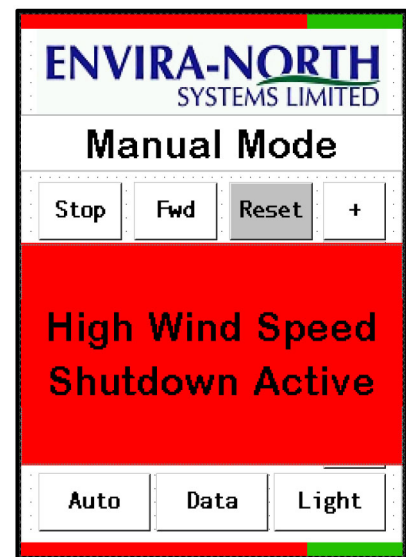 ENVIRA-NORTH
SYSTEMS LIMITED
Manual Mode
Stop Fwd Reset +
High Wind Speed
Shutdown Active
Auto Data Light